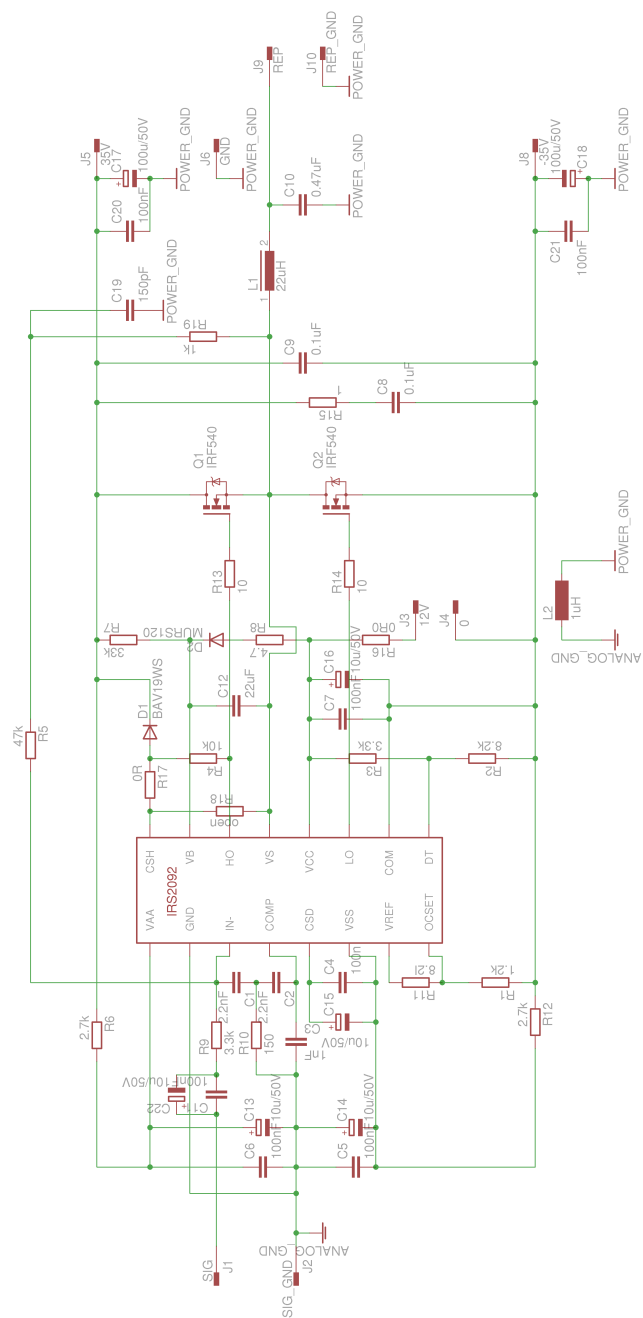 J9
REP
J10
REP_GND
POWER_GND
J5
35V
C17
100u/50V
POWER_GND
C20
100nF
J6
GND
POWER_GND
C10
0.47uF
POWER_GND
J8
-35V
100u/50V
C18
POWER_GND
C21
100nF
C19
150pF
POWER_GND
L1
22uH
1
2
R19
1k
C9
0.1uF
R15
1
C8
0.1uF
Q1
IRF540
Q2
IRF540
R13
10
R14
10
L2
1uH
POWER_GND
ANALOG_GND
R7
33k
MURS120
D2
R8
4.7
R16
0R0
J3
12V
J4
0
R5
47k
D1
BAV19WS
C12
22uF
C16
10u/50V
C7
100nF
0R
R17
R4
10k
R18
open
R3
3.3k
R2
8.2k
IRS2092
CSH
VB
HO
VS
VCC
LO
COM
DT
VAA
GND
IN-
COMP
CSD
VSS
VREF
OCSET
2.2nF
C1
2.2nF
C2
C4
100n
C15
10u/50V
R11
R1
1.2k
2.7k
R6
R9
3.3k
R10
150
C3
1nF
2.7k
R12
C22
10u/50V
C11
100nF
C13
10u/50V
C6
100nF
C14
10u/50V
C5
100nF
SIG
J1
SIG_GND
J2
ANALOG_GND